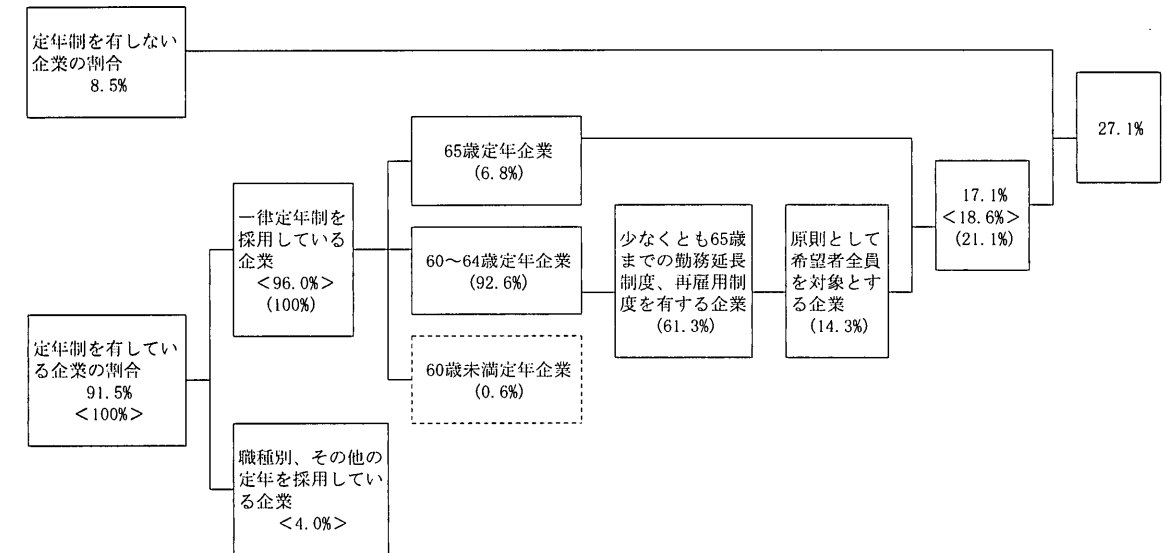 定年制を有しない
企業の割合
8.5%
27.1%
65歳定年企業
(6.8%)
17.1%
<18.6%>
(21.1%)
一律定年制を
採用している
企業
<96.0%>
(100%)
60～64歳定年企業
(92.6%)
少なくとも65歳
までの勤務延長
制度、再雇用制
度を有する企業
(61.3%)
原則として
希望者全員
を対象とす
る企業
(14.3%)
定年制を有してい
る企業の割合
91.5%
<100%>
60歳未満定年企業
(0.6%)
職種別、その他の
定年を採用してい
る企業
<4.0%>